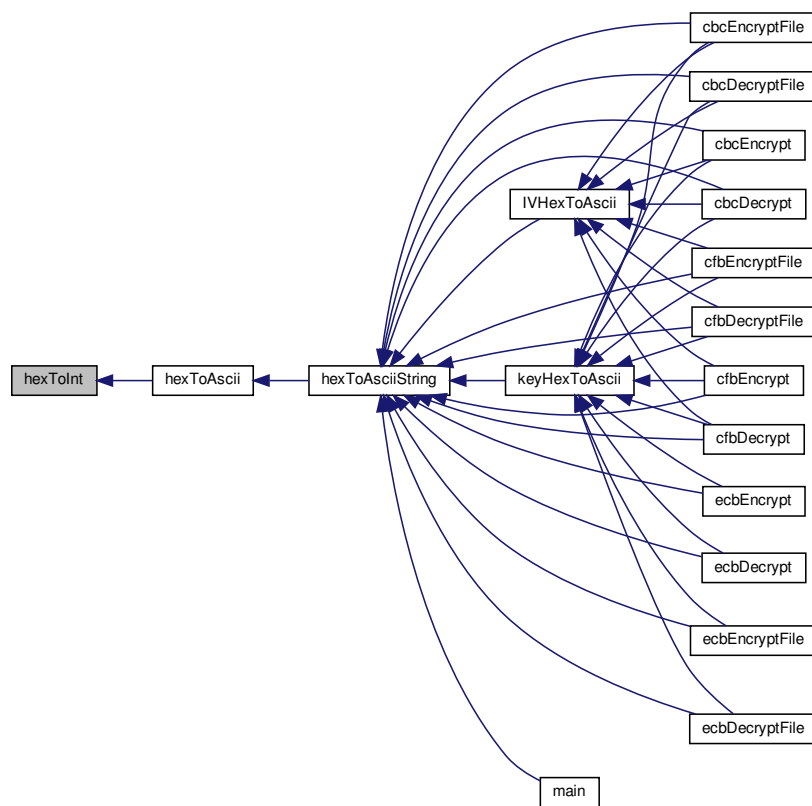 cbcEncryptFile
cbcDecryptFile
cbcEncrypt
IVHexToAscii
cbcDecrypt
cfbEncryptFile
cfbDecryptFile
hexToInt
hexToAscii
hexToAsciiString
keyHexToAscii
cfbEncrypt
cfbDecrypt
ecbEncrypt
ecbDecrypt
ecbEncryptFile
ecbDecryptFile
main